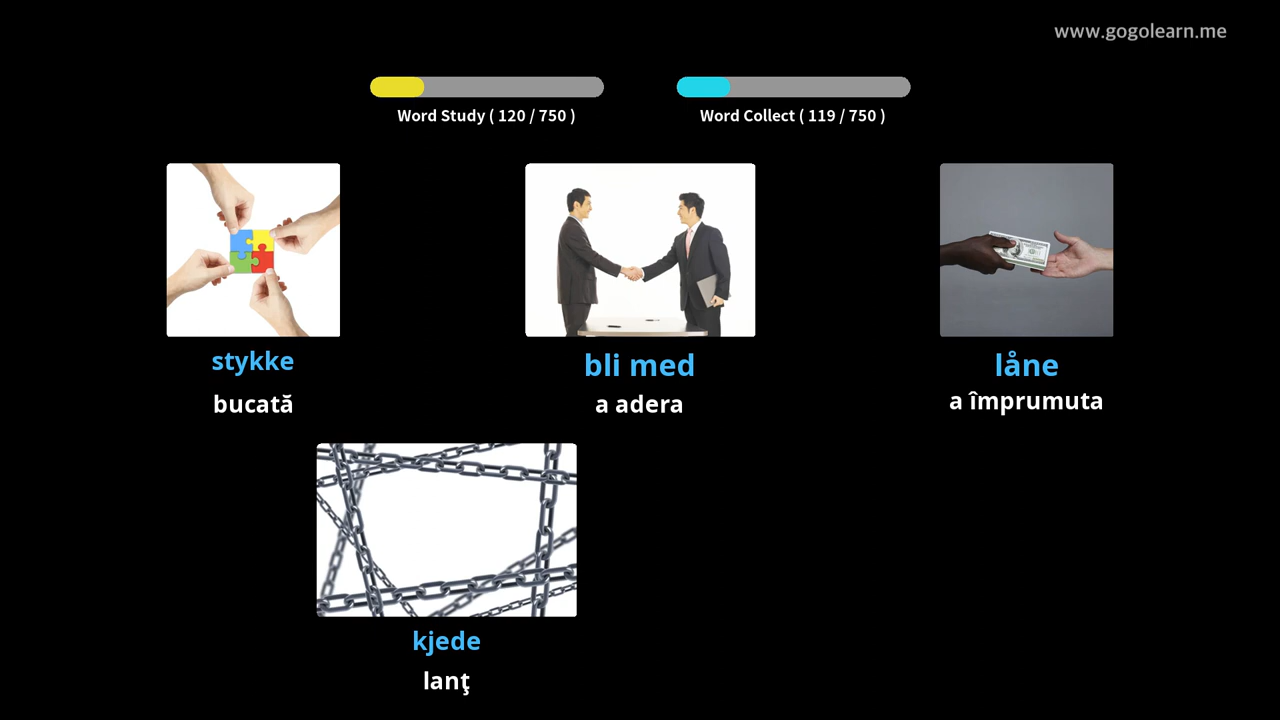 www.gogolearn.me
Word Study ( 120 / 750 )
Word Collect ( 119 / 750 )
stykke
bucată
bli med
a adera
låne
a împrumuta
kjede
lanţ